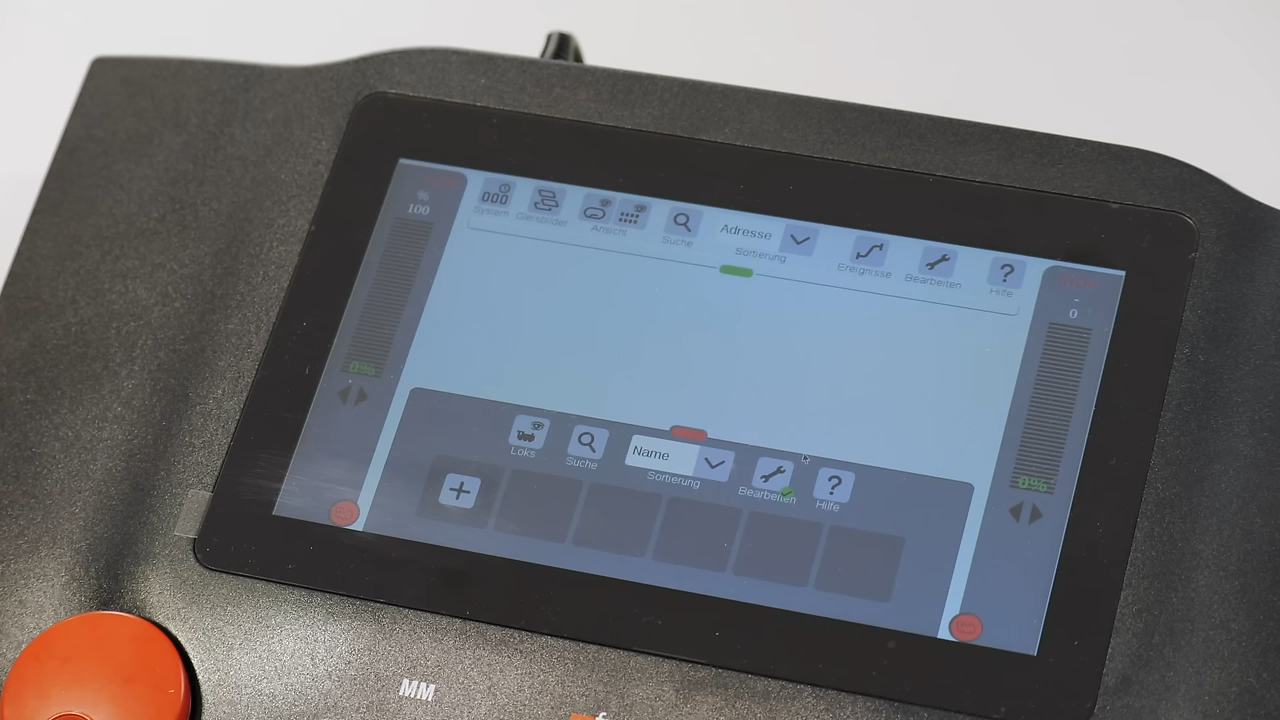 %
100
System
Gleisbilder
Ansicht
Suche
Adresse
Sortierung
Ereignisse
Bearbeiten
?
Hilfe
-
0
0%
0%
Loks
Suche
Name
Sortierung
Bearbeiten
?
Hilfe
MM